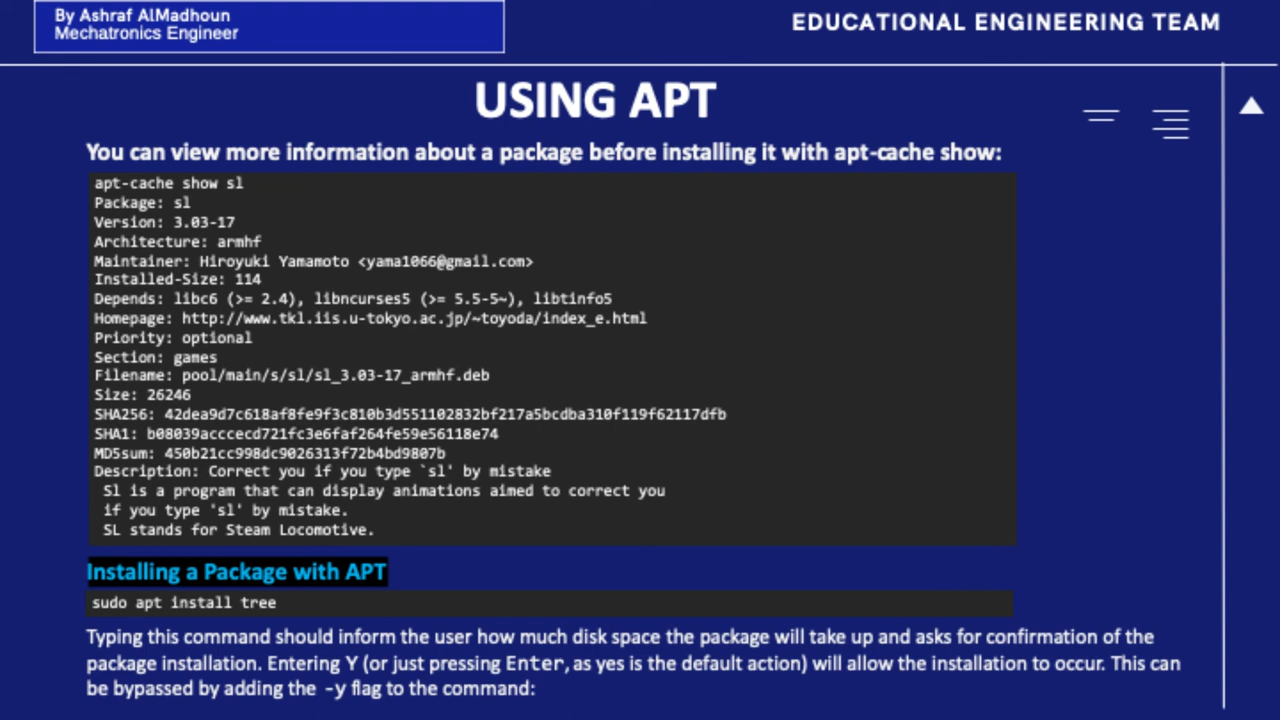 By Ashraf AlMadhoun
Mechatronics Engineer
EDUCATIONAL ENGINEERING TEAM
USING APT
You can view more information about a package before installing it with apt-cache show:
apt-cache show sl
Package: sl
Version: 3.03-17
Architecture: armhf
Maintainer: Hiroyuki Yamamoto <yama1066@gmail.com>
Installed-Size: 114
Depends: libc6 (>= 2.4), libncurses5 (>= 5.5-5~), libtinfo5
Homepage: http://www.tkl.iis.u-tokyo.ac.jp/~toyoda/index_e.html
Priority: optional
Section: games
Filename: pool/main/s/sl/sl_3.03-17_armhf.deb
Size: 26246
SHA256: 42dea9d7c618af8fe9f3c810b3d551102832bf217a5bcdba310f119f62117dfb
SHA1: b08039acccecd721fc3e6faf264fe59e56118e74
MD5sum: 450b21cc998dc9026313f72b4bd9807b
Description: Correct you if you type `sl' by mistake
Sl is a program that can display animations aimed to correct you
if you type 'sl' by mistake.
SL stands for Steam Locomotive.
Installing a Package with APT
sudo apt install tree
Typing this command should inform the user how much disk space the package will take up and asks for confirmation of the
package installation. Entering Y (or just pressing Enter, as yes is the default action) will allow the installation to occur. This can
be bypassed by adding the -y flag to the command: